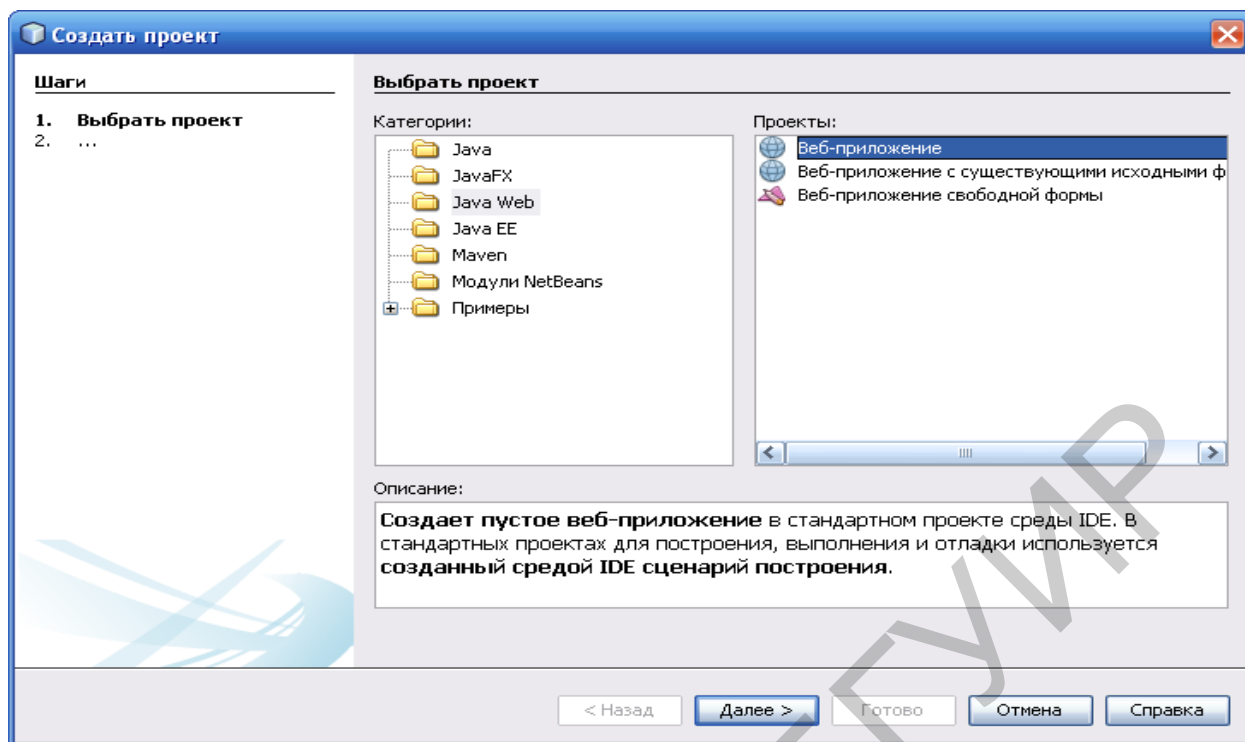 Создать проект
Шаги
1. Выбрать проект
2. ...
Выбрать проект
Категории:
Java
JavaFX
Java Web
Java EE
Maven
Модули NetBeans
Примеры
Проекты:
Веб-приложение
Веб-приложение с существующими исходными ф
Веб-приложение свободной формы
Описание:
Создает пустое веб-приложение в стандартном проекте среды IDE. В
стандартных проектах для построения, выполнения и отладки используется
созданный средой IDE сценарий построения.
< Назад
Далее >
Готово
Отмена
Справка
ГУИР